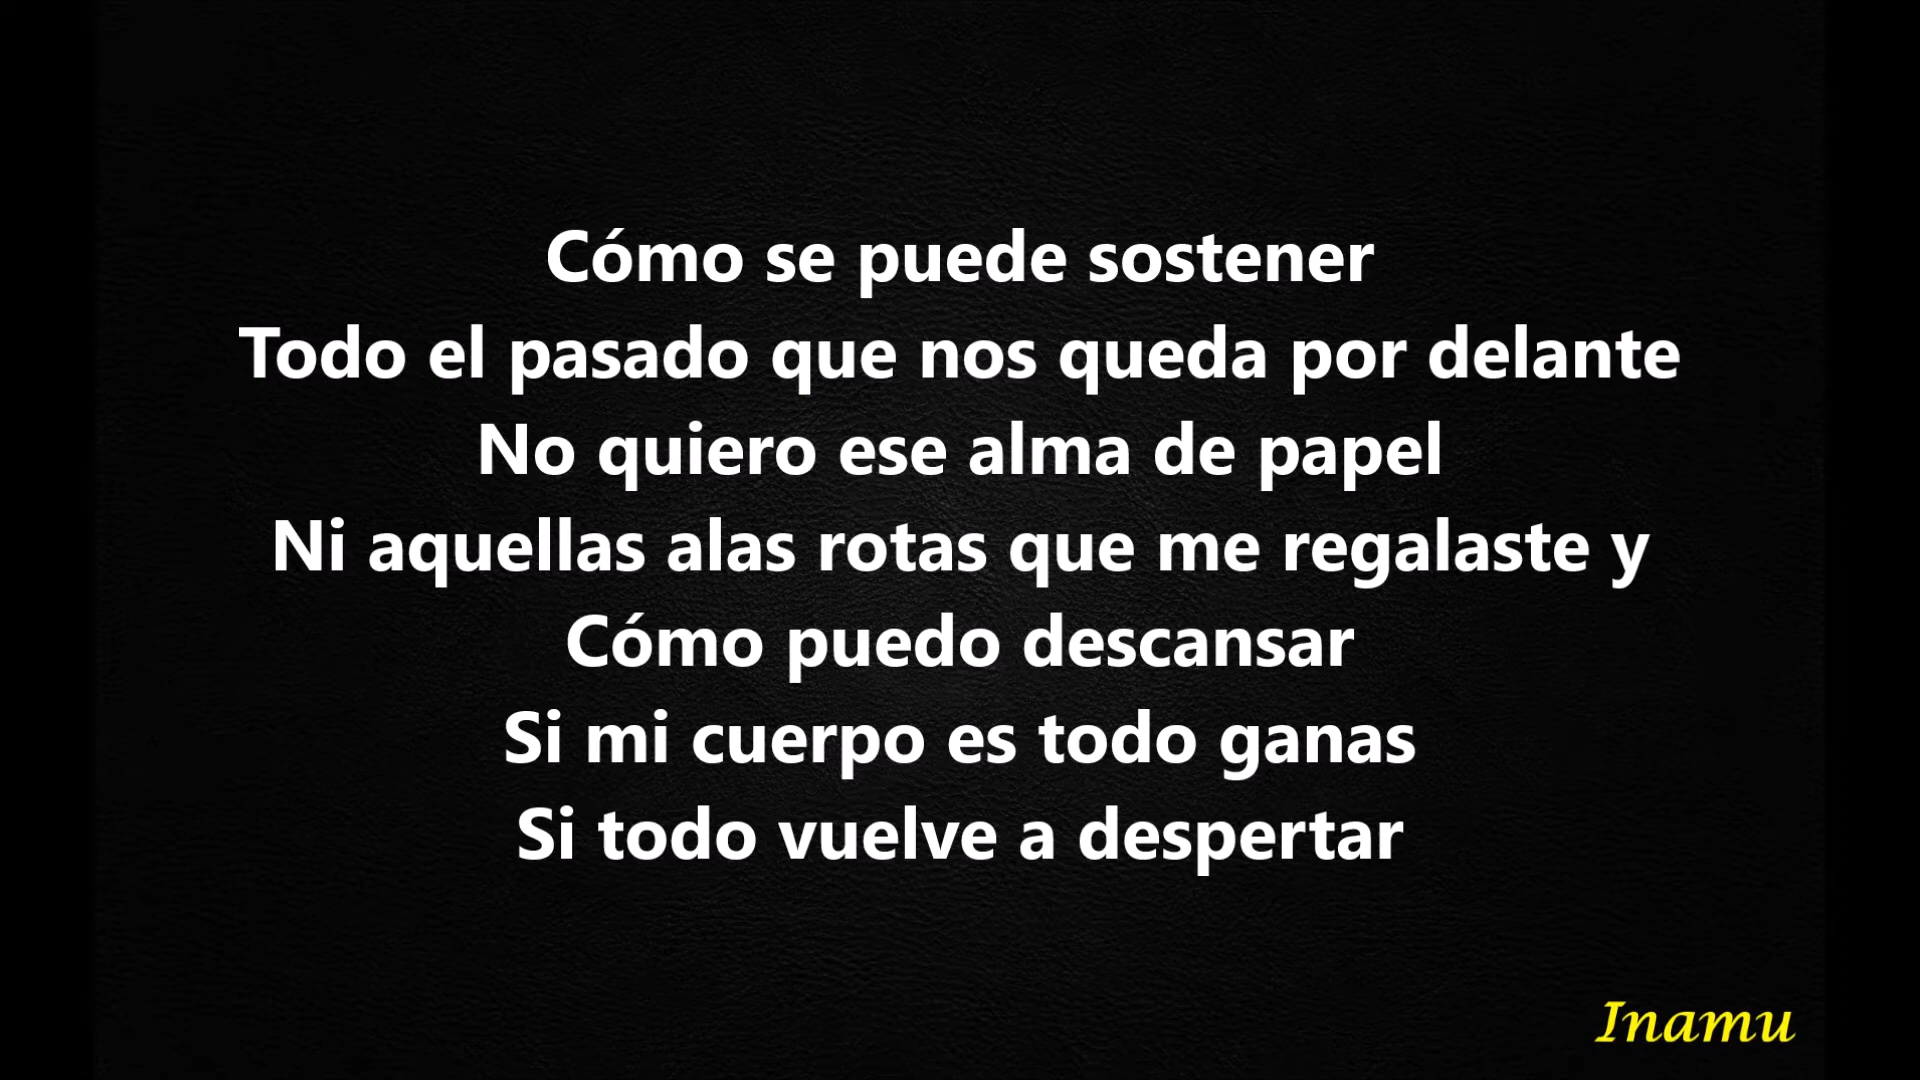 Cómo se puede sostener
Todo el pasado que nos queda por delante
No quiero ese alma de papel
Ni aquellas alas rotas que me regalaste y
Cómo puedo descansar
Si mi cuerpo es todo ganas
Si todo vuelve a despertar
Inamu